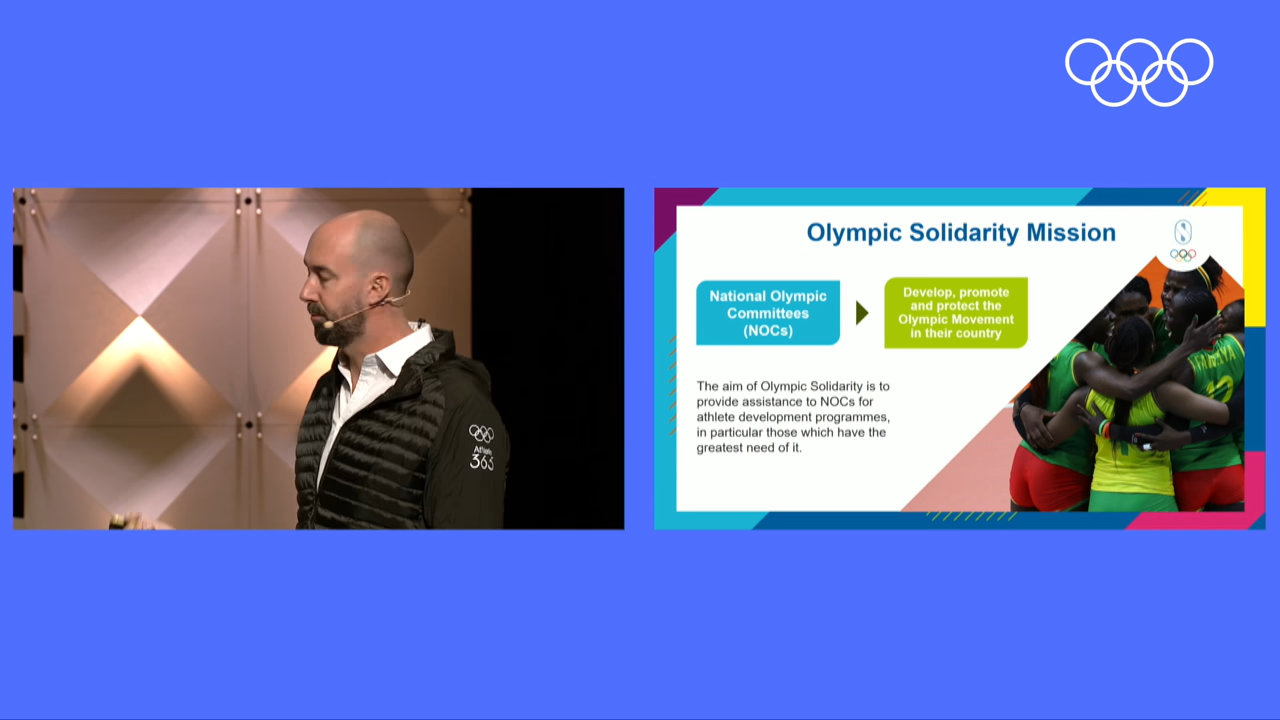 Athlete
365
Olympic Solidarity Mission
National Olympic
Committees
(NOCs)
Develop, promote
and protect the
Olympic Movement
in their country
The aim of Olympic Solidarity is to
provide assistance to NOCs for
athlete development programmes,
in particular those which have the
greatest need of it.